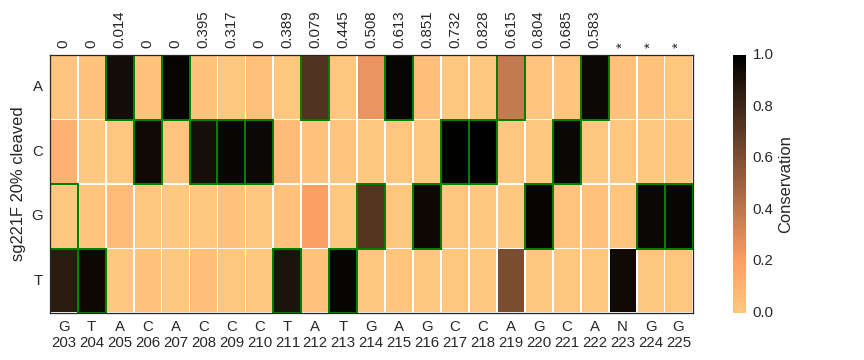 0 0 0.014 0 0 0.395 0.317 0 0.389 0.079 0.445 0.508 0.613 0.851 0.732 0.828 0.615 0.804 0.685 0.583 * * *
sg221F 20% cleaved
A
C
G
T
G T A C A C C C T A T G A G C C A G C A N G G
203 204 205 206 207 208 209 210 211 212 213 214 215 216 217 218 219 220 221 222 223 224 225
1.0
0.8
0.6
0.4
0.2
0.0
Conservation